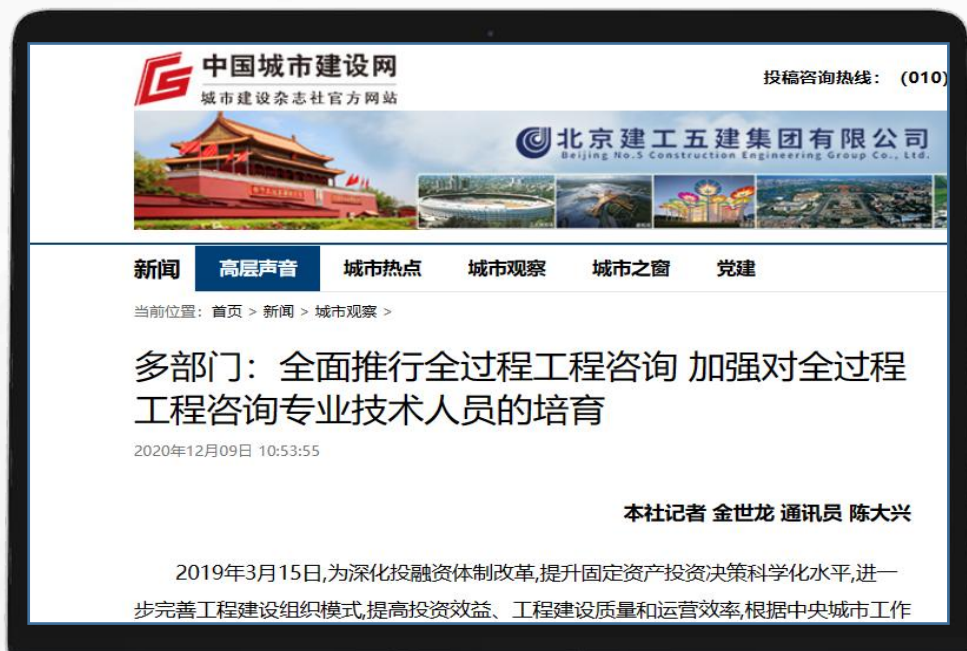 中国城市建设网
城市建设杂志社官方网站
投稿咨询热线： (010)
北京建工五建集团有限公司
Beijing No.5 Construction Engineering Group Co., Ltd.
新闻 高层声音 城市热点 城市观察 城市之窗 党建
当前位置：首页 > 新闻 > 城市观察 >
多部门：全面推行全过程工程咨询 加强对全过程
工程咨询专业技术人员的培育
2020年12月09日 10:53:55
本社记者 金世龙 通讯员 陈大兴
2019年3月15日,为深化投融资体制改革,提升固定资产投资决策科学化水平,进一
步完善工程建设组织模式,提高投资效益、工程建设质量和运营效率,根据中央城市工作